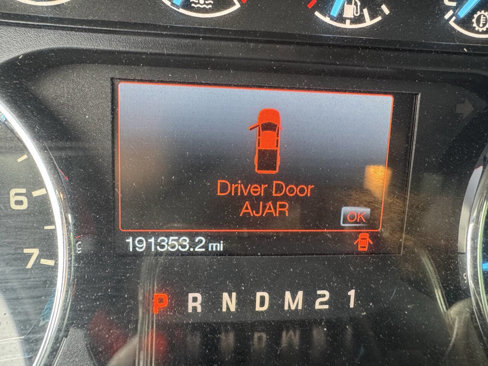 Driver Door
AJAR
OK
6
191353.2 mi
7
P R N D M 2 1